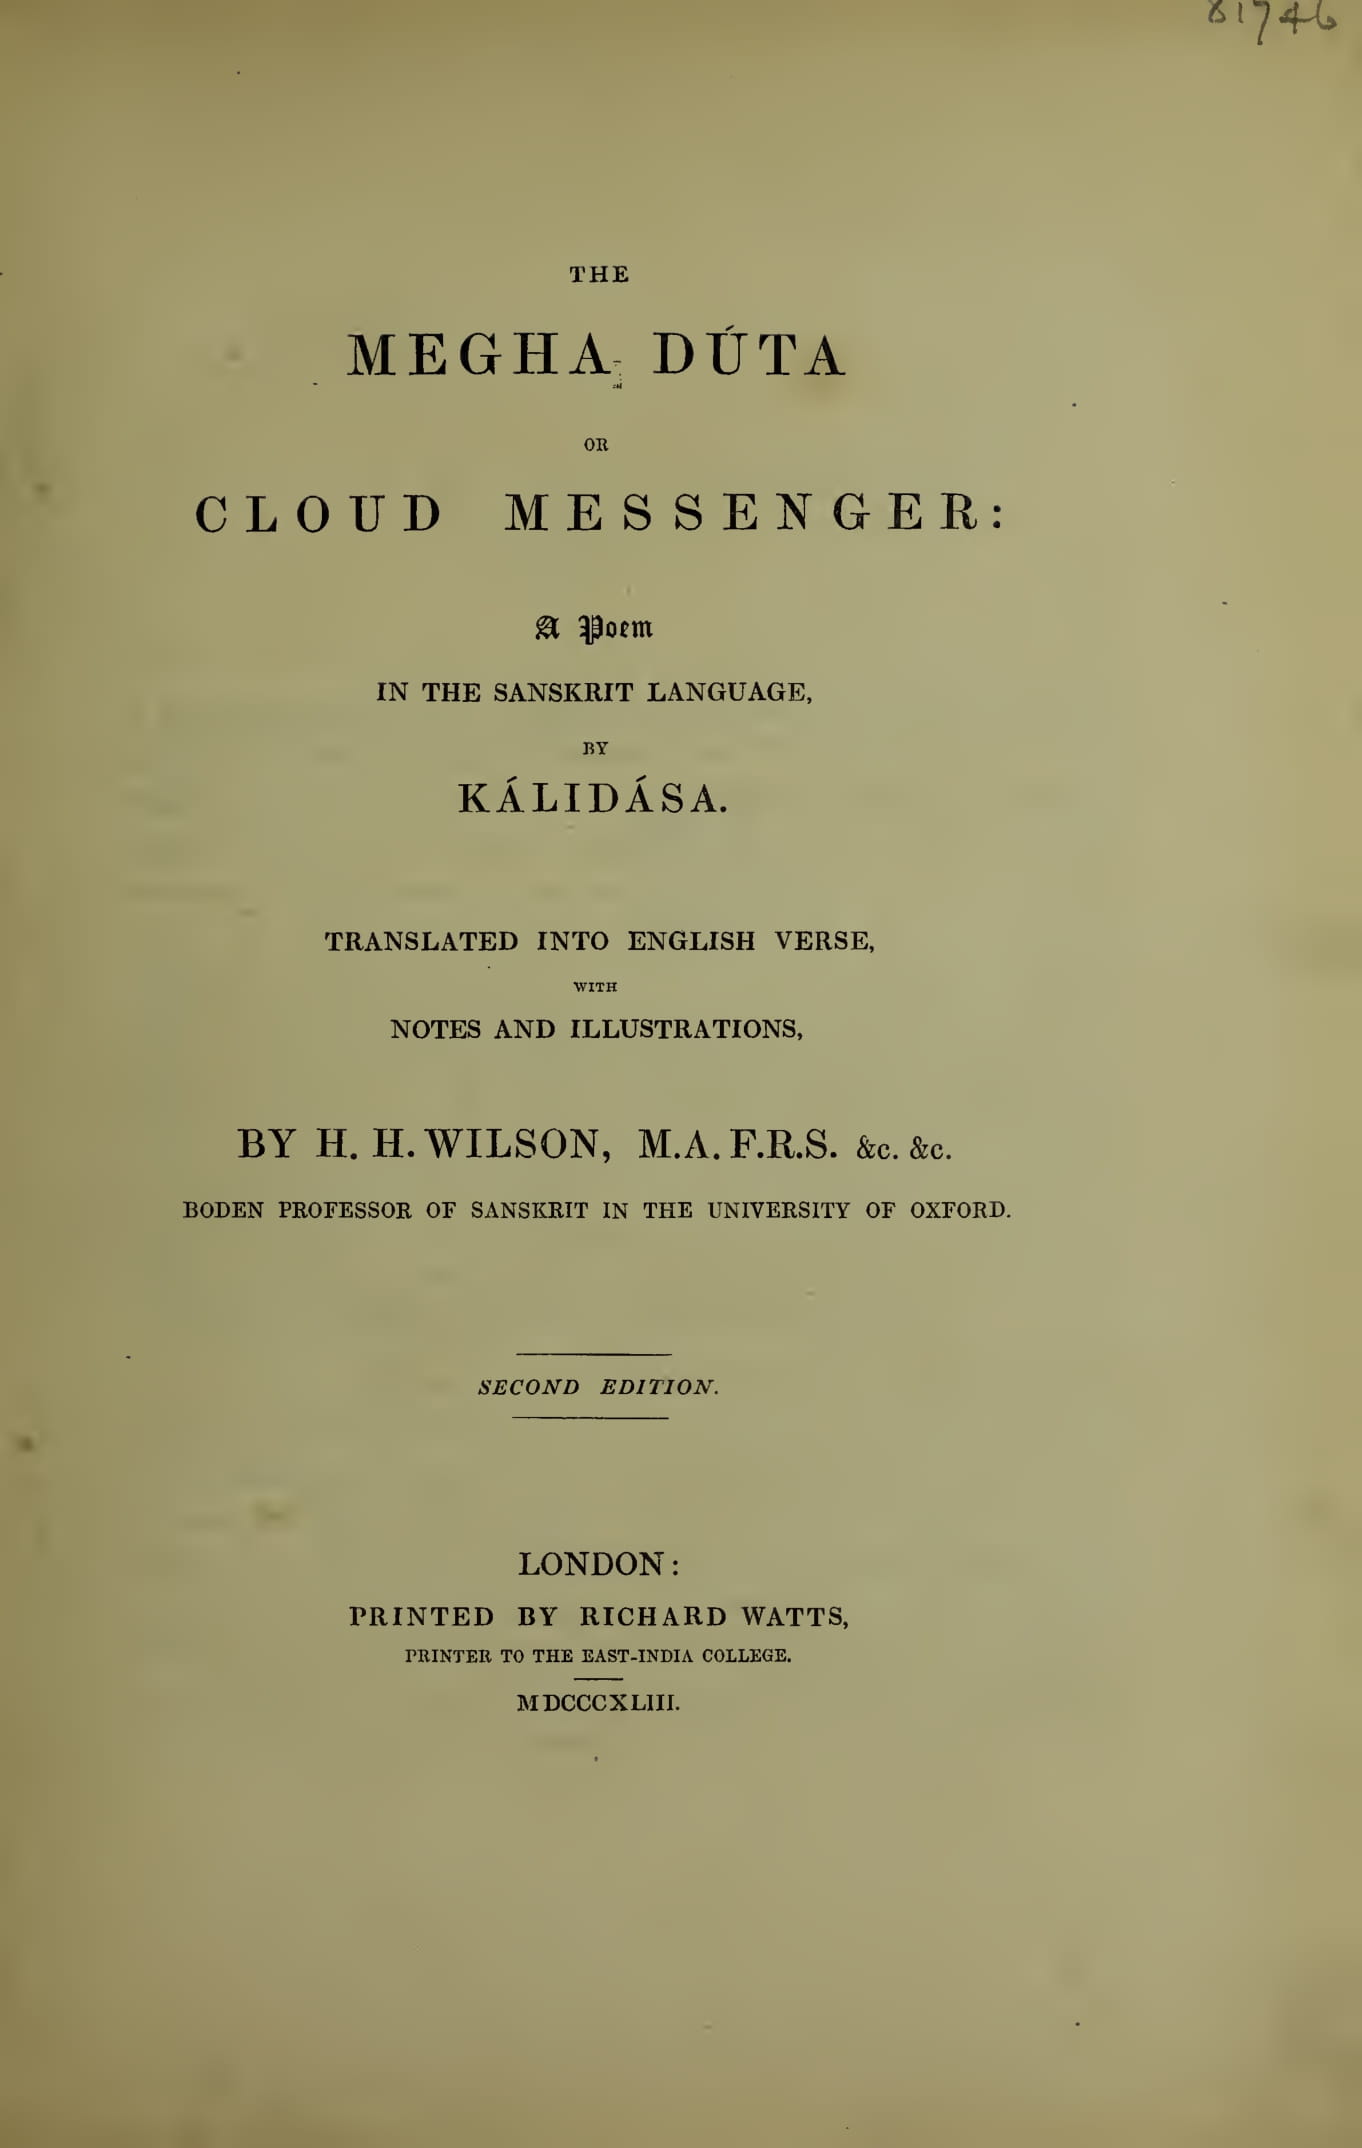 81746
THE
MEGHA DÚTA
OR
CLOUD MESSENGER:
A Poem
IN THE SANSKRIT LANGUAGE,
BY
KÁLIDÁSA.
TRANSLATED INTO ENGLISH VERSE,
WITH
NOTES AND ILLUSTRATIONS,
BY H. H. WILSON, M.A. F.R.S. &c. &c.
BODEN PROFESSOR OF SANSKRIT IN THE UNIVERSITY OF OXFORD.
SECOND EDITION.
LONDON:
PRINTED BY RICHARD WATTS,
PRINTER TO THE EAST-INDIA COLLEGE.
MDCCCXLIII.